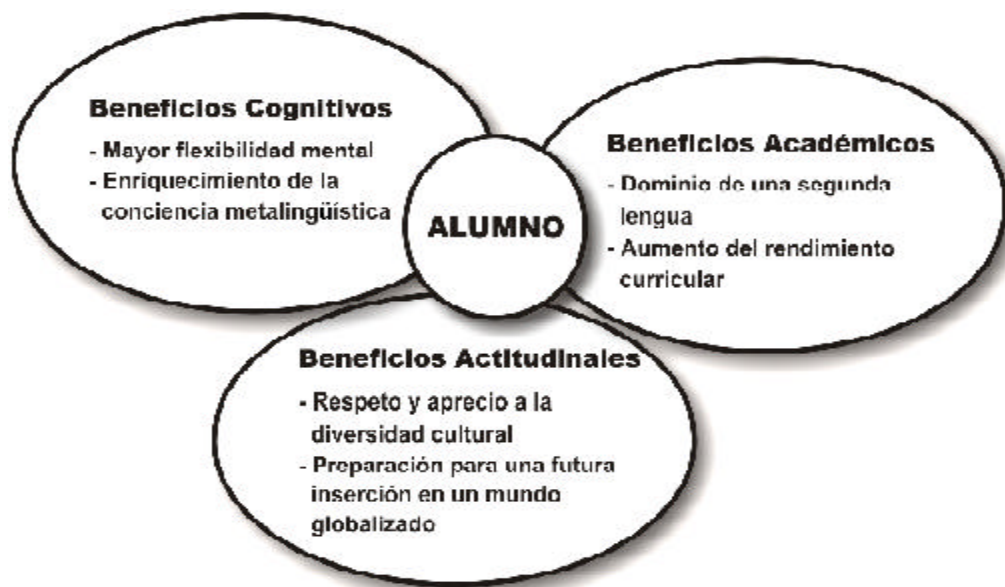 Beneficios Cognitivos
- Mayor flexibilidad mental
- Enriquecimiento de la
conciencia metalingüística
ALUMNO
Beneficios Académicos
- Dominio de una segunda
lengua
- Aumento del rendimiento
curricular
Beneficios Actitudinales
- Respeto y aprecio a la
diversidad cultural
- Preparación para una futura
inserción en un mundo
globalizado